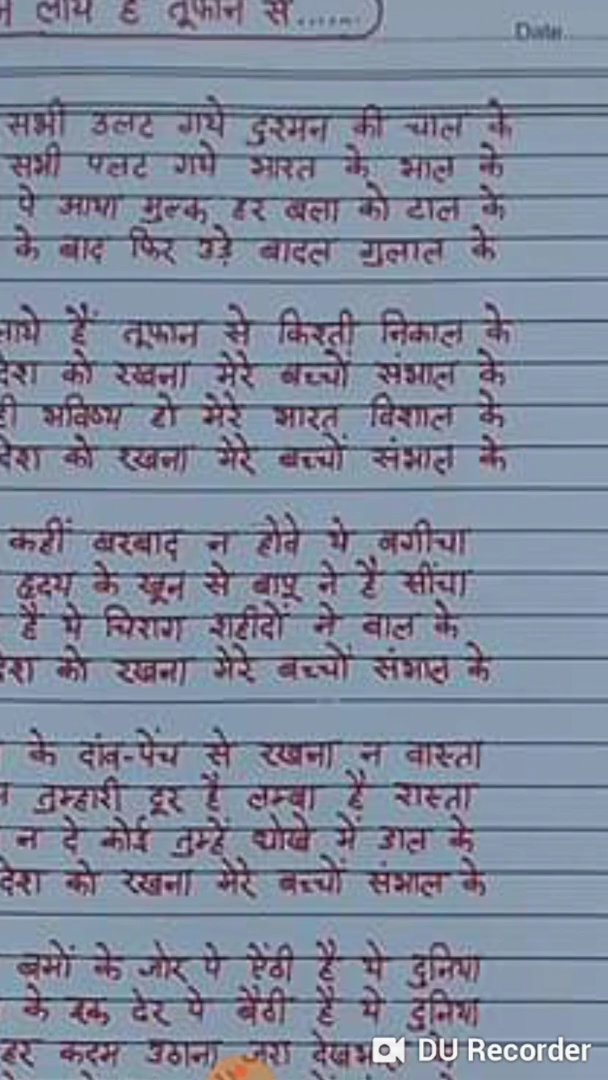 लाये हैं तूफान से......
Date
सभी उलट गये दुश्मन की चाल के
सभी पलट गये भारत के भाल के
पे आया मुल्क हर बला को टाल के
के बाद फिर उड़े बादल गुलाल के
लाये हैं तूफान से किश्ती निकाल के
देश को रखना मेरे बच्चों संभाल के
ही भविष्य हो मेरे भारत विशाल के
देश को रखना मेरे बच्चों संभाल के
कहीं बरबाद न होवे ये बगीचा
हृदय के खून से बापू ने है सींचा
है ये चिराग शहीदों ने बाल के
देश को रखना मेरे बच्चों संभाल के
के दांव-पेंच से रखना न वास्ता
तुम्हारी दूर है लम्बा है रास्ता
न दे कोई तुम्हें धोखे में डाल के
देश को रखना मेरे बच्चों संभाल के
बमों के जोर पे ऐंठी है ये दुनिया
के इक ढेर पे बैठी है ये दुनिया
हर कदम उठाना जरा देखभाल के
DU Recorder